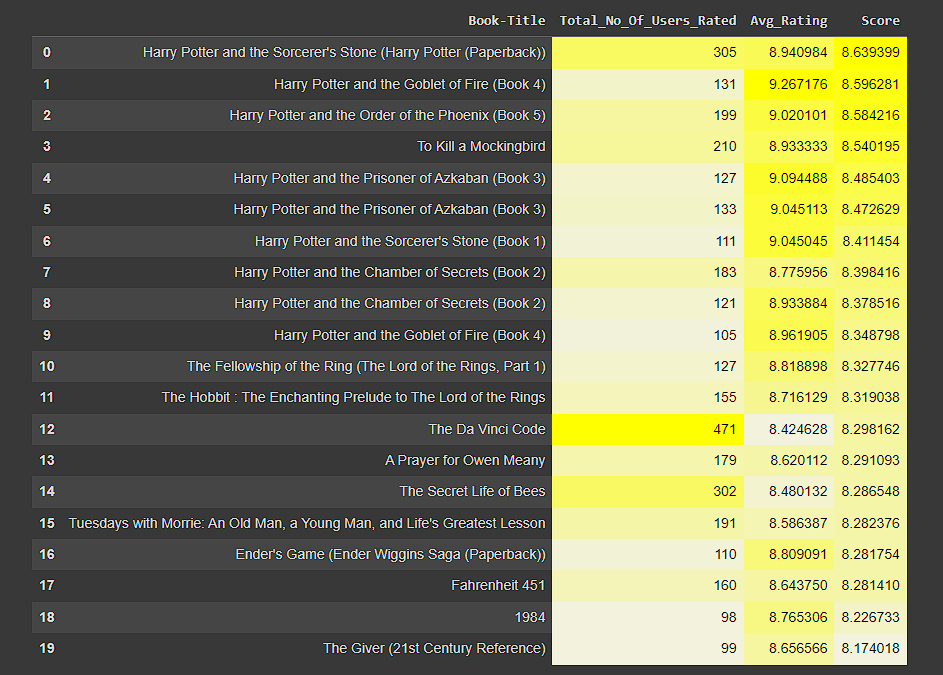 Book-Title Total_No_Of_Users_Rated Avg_Rating Score
0 Harry Potter and the Sorcerer's Stone (Harry Potter (Paperback)) 305 8.940984 8.639399
1 Harry Potter and the Goblet of Fire (Book 4) 131 9.267176 8.596281
2 Harry Potter and the Order of the Phoenix (Book 5) 199 9.020101 8.584216
3 To Kill a Mockingbird 210 8.933333 8.540195
4 Harry Potter and the Prisoner of Azkaban (Book 3) 127 9.094488 8.485403
5 Harry Potter and the Prisoner of Azkaban (Book 3) 133 9.045113 8.472629
6 Harry Potter and the Sorcerer's Stone (Book 1) 111 9.045045 8.411454
7 Harry Potter and the Chamber of Secrets (Book 2) 183 8.775956 8.398416
8 Harry Potter and the Chamber of Secrets (Book 2) 121 8.933884 8.378516
9 Harry Potter and the Goblet of Fire (Book 4) 105 8.961905 8.348798
10 The Fellowship of the Ring (The Lord of the Rings, Part 1) 127 8.818898 8.327746
11 The Hobbit : The Enchanting Prelude to The Lord of the Rings 155 8.716129 8.319038
12 The Da Vinci Code 471 8.424628 8.298162
13 A Prayer for Owen Meany 179 8.620112 8.291093
14 The Secret Life of Bees 302 8.480132 8.286548
15 Tuesdays with Morrie: An Old Man, a Young Man, and Life's Greatest Lesson 191 8.586387 8.282376
16 Ender's Game (Ender Wiggins Saga (Paperback)) 110 8.809091 8.281754
17 Fahrenheit 451 160 8.643750 8.281410
18 1984 98 8.765306 8.226733
19 The Giver (21st Century Reference) 99 8.656566 8.174018